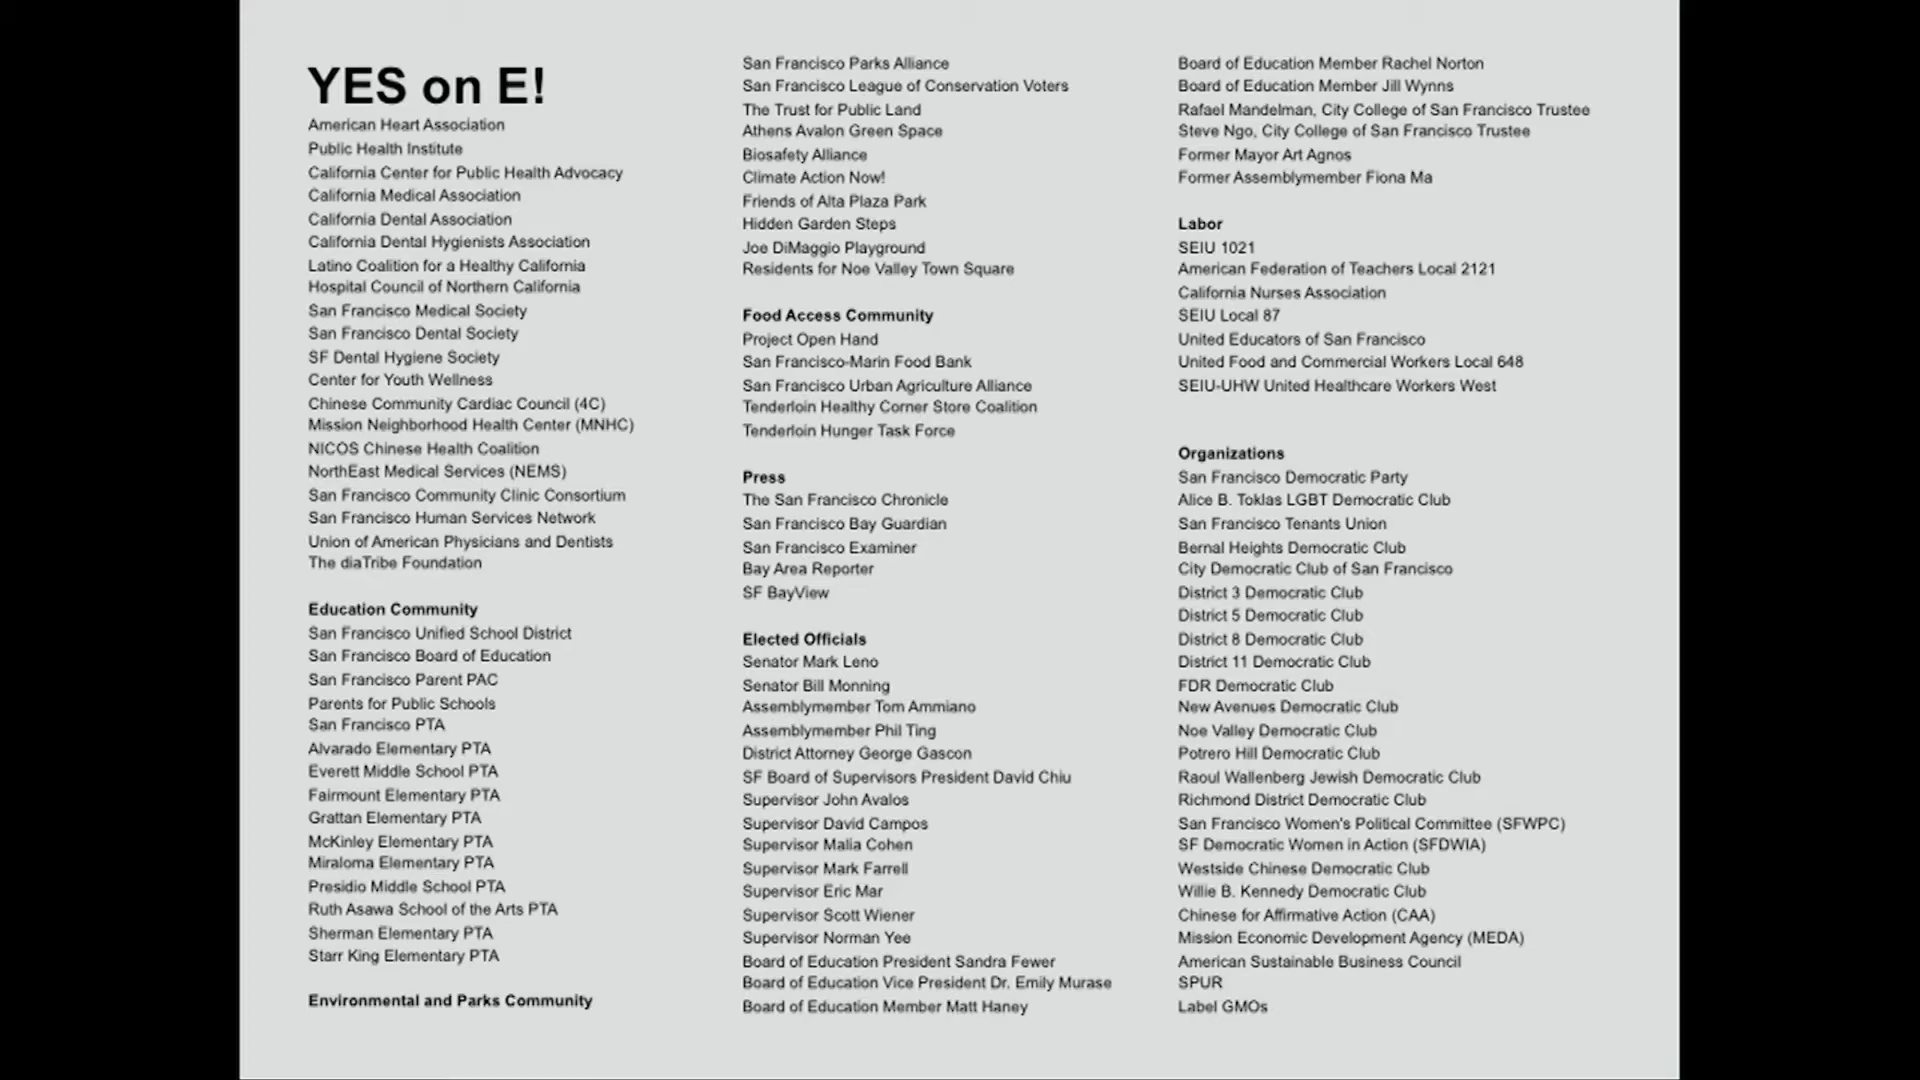 YES on E!
American Heart Association
Public Health Institute
California Center for Public Health Advocacy
California Medical Association
California Dental Association
California Dental Hygienists Association
Latino Coalition for a Healthy California
Hospital Council of Northern California
San Francisco Medical Society
San Francisco Dental Society
SF Dental Hygiene Society
Center for Youth Wellness
Chinese Community Cardiac Council (4C)
Mission Neighborhood Health Center (MNHC)
NICOS Chinese Health Coalition
NorthEast Medical Services (NEMS)
San Francisco Community Clinic Consortium
San Francisco Human Services Network
Union of American Physicians and Dentists
The diaTribe Foundation
Education Community
San Francisco Unified School District
San Francisco Board of Education
San Francisco Parent PAC
Parents for Public Schools
San Francisco PTA
Alvarado Elementary PTA
Everett Middle School PTA
Fairmount Elementary PTA
Grattan Elementary PTA
McKinley Elementary PTA
Miraloma Elementary PTA
Presidio Middle School PTA
Ruth Asawa School of the Arts PTA
Sherman Elementary PTA
Starr King Elementary PTA
Environmental and Parks Community
San Francisco Parks Alliance
San Francisco League of Conservation Voters
The Trust for Public Land
Athens Avalon Green Space
Biosafety Alliance
Climate Action Now!
Friends of Alta Plaza Park
Hidden Garden Steps
Joe DiMaggio Playground
Residents for Noe Valley Town Square
Food Access Community
Project Open Hand
San Francisco-Marin Food Bank
San Francisco Urban Agriculture Alliance
Tenderloin Healthy Corner Store Coalition
Tenderloin Hunger Task Force
Press
The San Francisco Chronicle
San Francisco Bay Guardian
San Francisco Examiner
Bay Area Reporter
SF BayView
Elected Officials
Senator Mark Leno
Senator Bill Monning
Assemblymember Tom Ammiano
Assemblymember Phil Ting
District Attorney George Gascon
SF Board of Supervisors President David Chiu
Supervisor John Avalos
Supervisor David Campos
Supervisor Malia Cohen
Supervisor Mark Farrell
Supervisor Eric Mar
Supervisor Scott Wiener
Supervisor Norman Yee
Board of Education President Sandra Fewer
Board of Education Vice President Dr. Emily Murase
Board of Education Member Matt Haney
Board of Education Member Rachel Norton
Board of Education Member Jill Wynns
Rafael Mandelman, City College of San Francisco Trustee
Steve Ngo, City College of San Francisco Trustee
Former Mayor Art Agnos
Former Assemblymember Fiona Ma
Labor
SEIU 1021
American Federation of Teachers Local 2121
California Nurses Association
SEIU Local 87
United Educators of San Francisco
United Food and Commercial Workers Local 648
SEIU-UHW United Healthcare Workers West
Organizations
San Francisco Democratic Party
Alice B. Toklas LGBT Democratic Club
San Francisco Tenants Union
Bernal Heights Democratic Club
City Democratic Club of San Francisco
District 3 Democratic Club
District 5 Democratic Club
District 8 Democratic Club
District 11 Democratic Club
FDR Democratic Club
New Avenues Democratic Club
Noe Valley Democratic Club
Potrero Hill Democratic Club
Raoul Wallenberg Jewish Democratic Club
Richmond District Democratic Club
San Francisco Women's Political Committee (SFWPC)
SF Democratic Women in Action (SFDWIA)
Westside Chinese Democratic Club
Willie B. Kennedy Democratic Club
Chinese for Affirmative Action (CAA)
Mission Economic Development Agency (MEDA)
American Sustainable Business Council
SPUR
Label GMOs